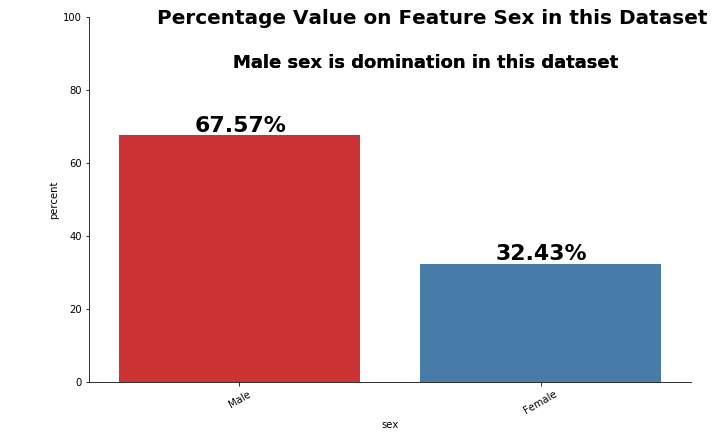 Percentage Value on Feature Sex in this Dataset
Male sex is domination in this dataset
100
80
60
40
20
0
percent
67.57%
32.43%
Male
Female
sex